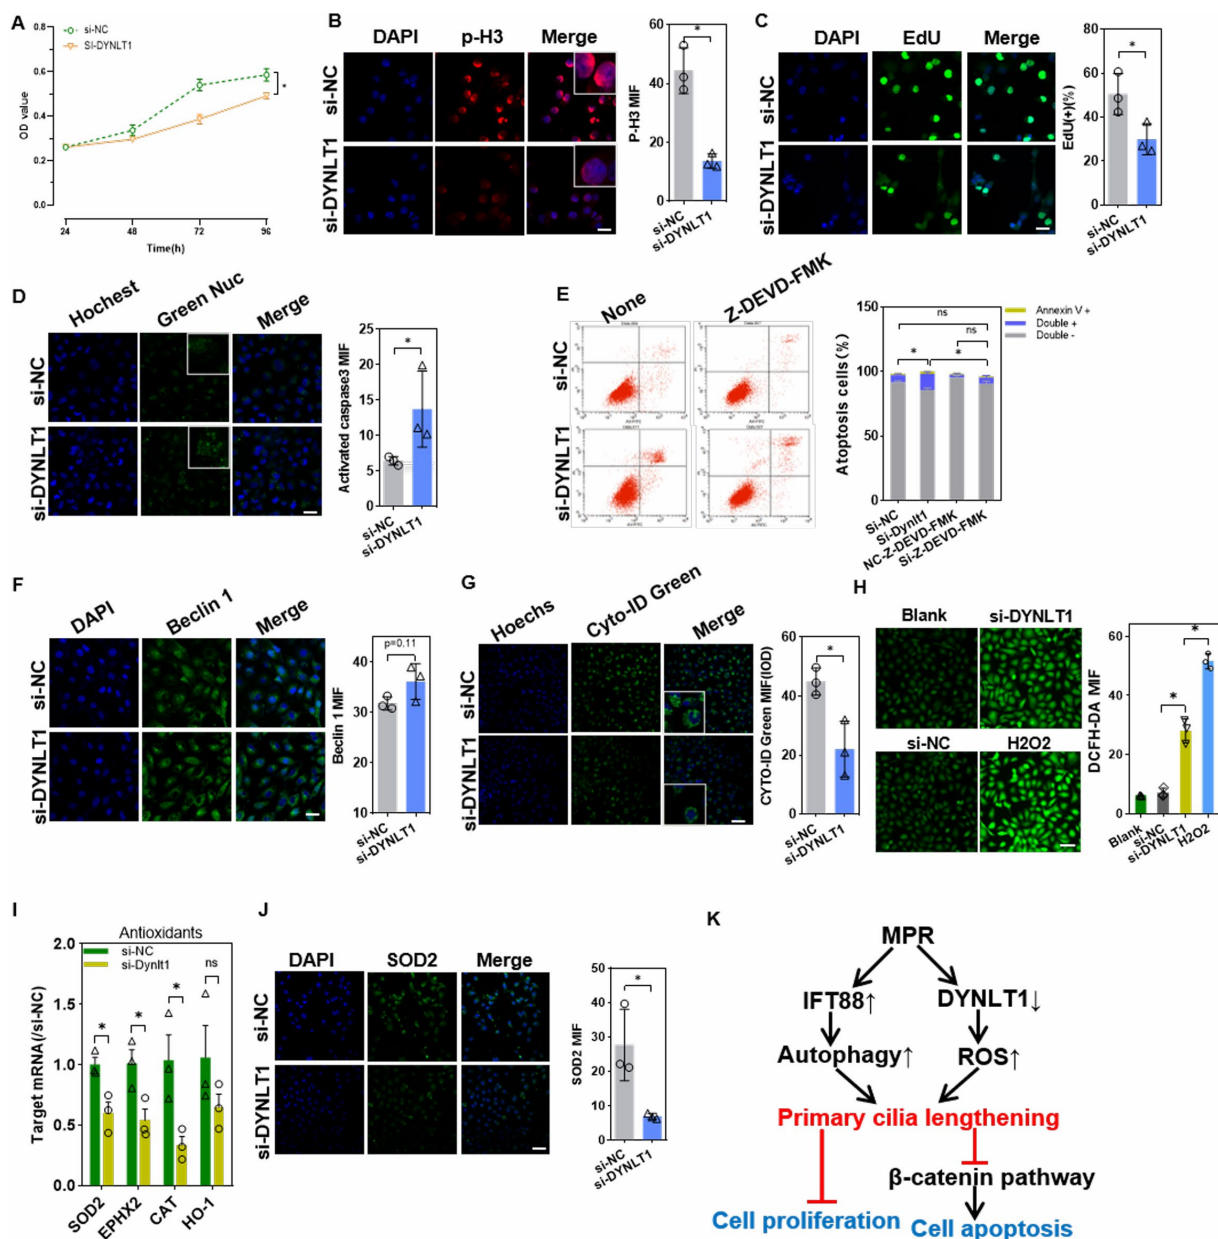 A
si-NC
SI-DYNLT1
OD value
0.8
0.6
0.4
0.2
0.0
*
24
48
72
96
Time(h)
B
DAPI
p-H3
Merge
si-NC
si-DYNLT1
P-H3 MIF
60
40
20
0
*
si-NC
si-DYNLT1
C
DAPI
EdU
Merge
si-NC
si-DYNLT1
EdU(+)(%)
80
60
40
20
0
*
si-NC
si-DYNLT1
D
Hochest
Green Nuc
Merge
si-NC
si-DYNLT1
Activated caspase3 MIF
25
20
15
10
5
0
*
si-NC
si-DYNLT1
E
None
Z-DEVD-FMK
si-NC
si-DYNLT1
Atoptosis cells(%)
150
100
50
0
Annexin V +
Double +
Double -
ns
ns
*
*
Si-NC
Si-Dynlt1
NC-Z-DEVD-FMK
Si-Z-DEVD-FMK
F
DAPI
Beclin 1
Merge
si-NC
si-DYNLT1
Beclin 1 MIF
40
30
20
10
p=0.11
si-NC
si-DYNLT1
G
Hoechs
Cyto-ID Green
Merge
si-NC
si-DYNLT1
CYTO-ID Green MIF(IOD)
60
40
20
0
*
si-NC
si-DYNLT1
H
Blank
si-DYNLT1
si-NC
H2O2
DCFH-DA MIF
60
40
20
0
*
*
Blank
si-NC
si-DYNLT1
H2O2
I
Antioxidants
si-NC
si-Dynlt1
Target mRNA(/si-NC)
2.0
1.5
1.0
0.5
0.0
*
*
*
ns
SOD2
EPHX2
CAT
HO-1
J
DAPI
SOD2
Merge
si-NC
si-DYNLT1
SOD2 MIF
50
40
30
20
10
0
*
si-NC
si-DYNLT1
K
MPR
IFT88↑
DYNLT1↓
Autophagy↑
ROS↑
Primary cilia lengthening
β-catenin pathway
Cell proliferation
Cell apoptosis